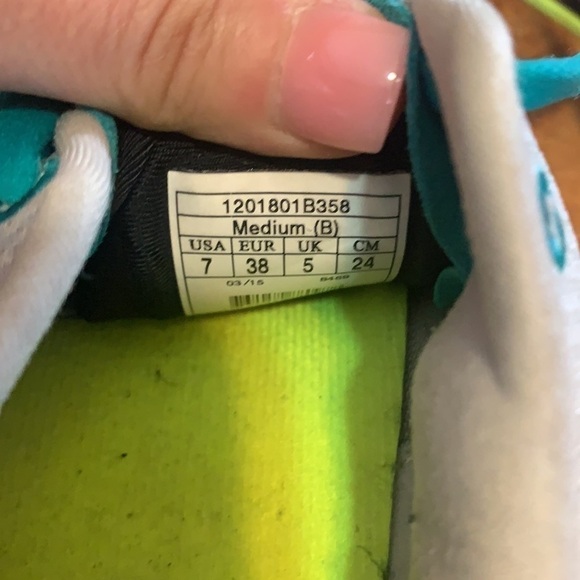 1201801B358
Medium (B)
USA EUR UK CM
7 38 5 24
03/15